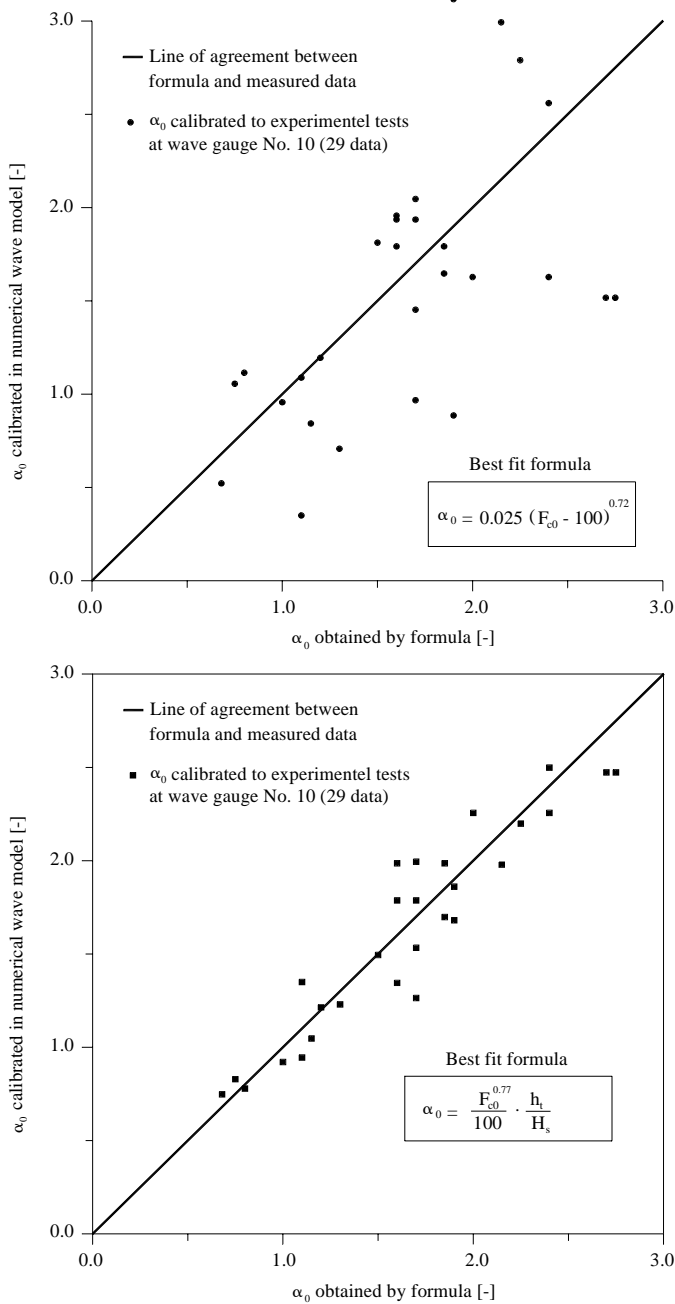 3.0
Line of agreement between
formula and measured data
α0 calibrated to experimentel tests
at wave gauge No. 10 (29 data)
2.0
α0 calibrated in numerical wave model [-]
1.0
Best fit formula
α0 = 0.025 (Fc0 - 100)^0.72
0.0
0.0 1.0 2.0 3.0
α0 obtained by formula [-]
3.0
Line of agreement between
formula and measured data
α0 calibrated to experimentel tests
at wave gauge No. 10 (29 data)
2.0
α0 calibrated in numerical wave model [-]
1.0
Best fit formula
α0 = Fc0^0.77/100 · ht/Hs
0.0
0.0 1.0 2.0 3.0
α0 obtained by formula [-]